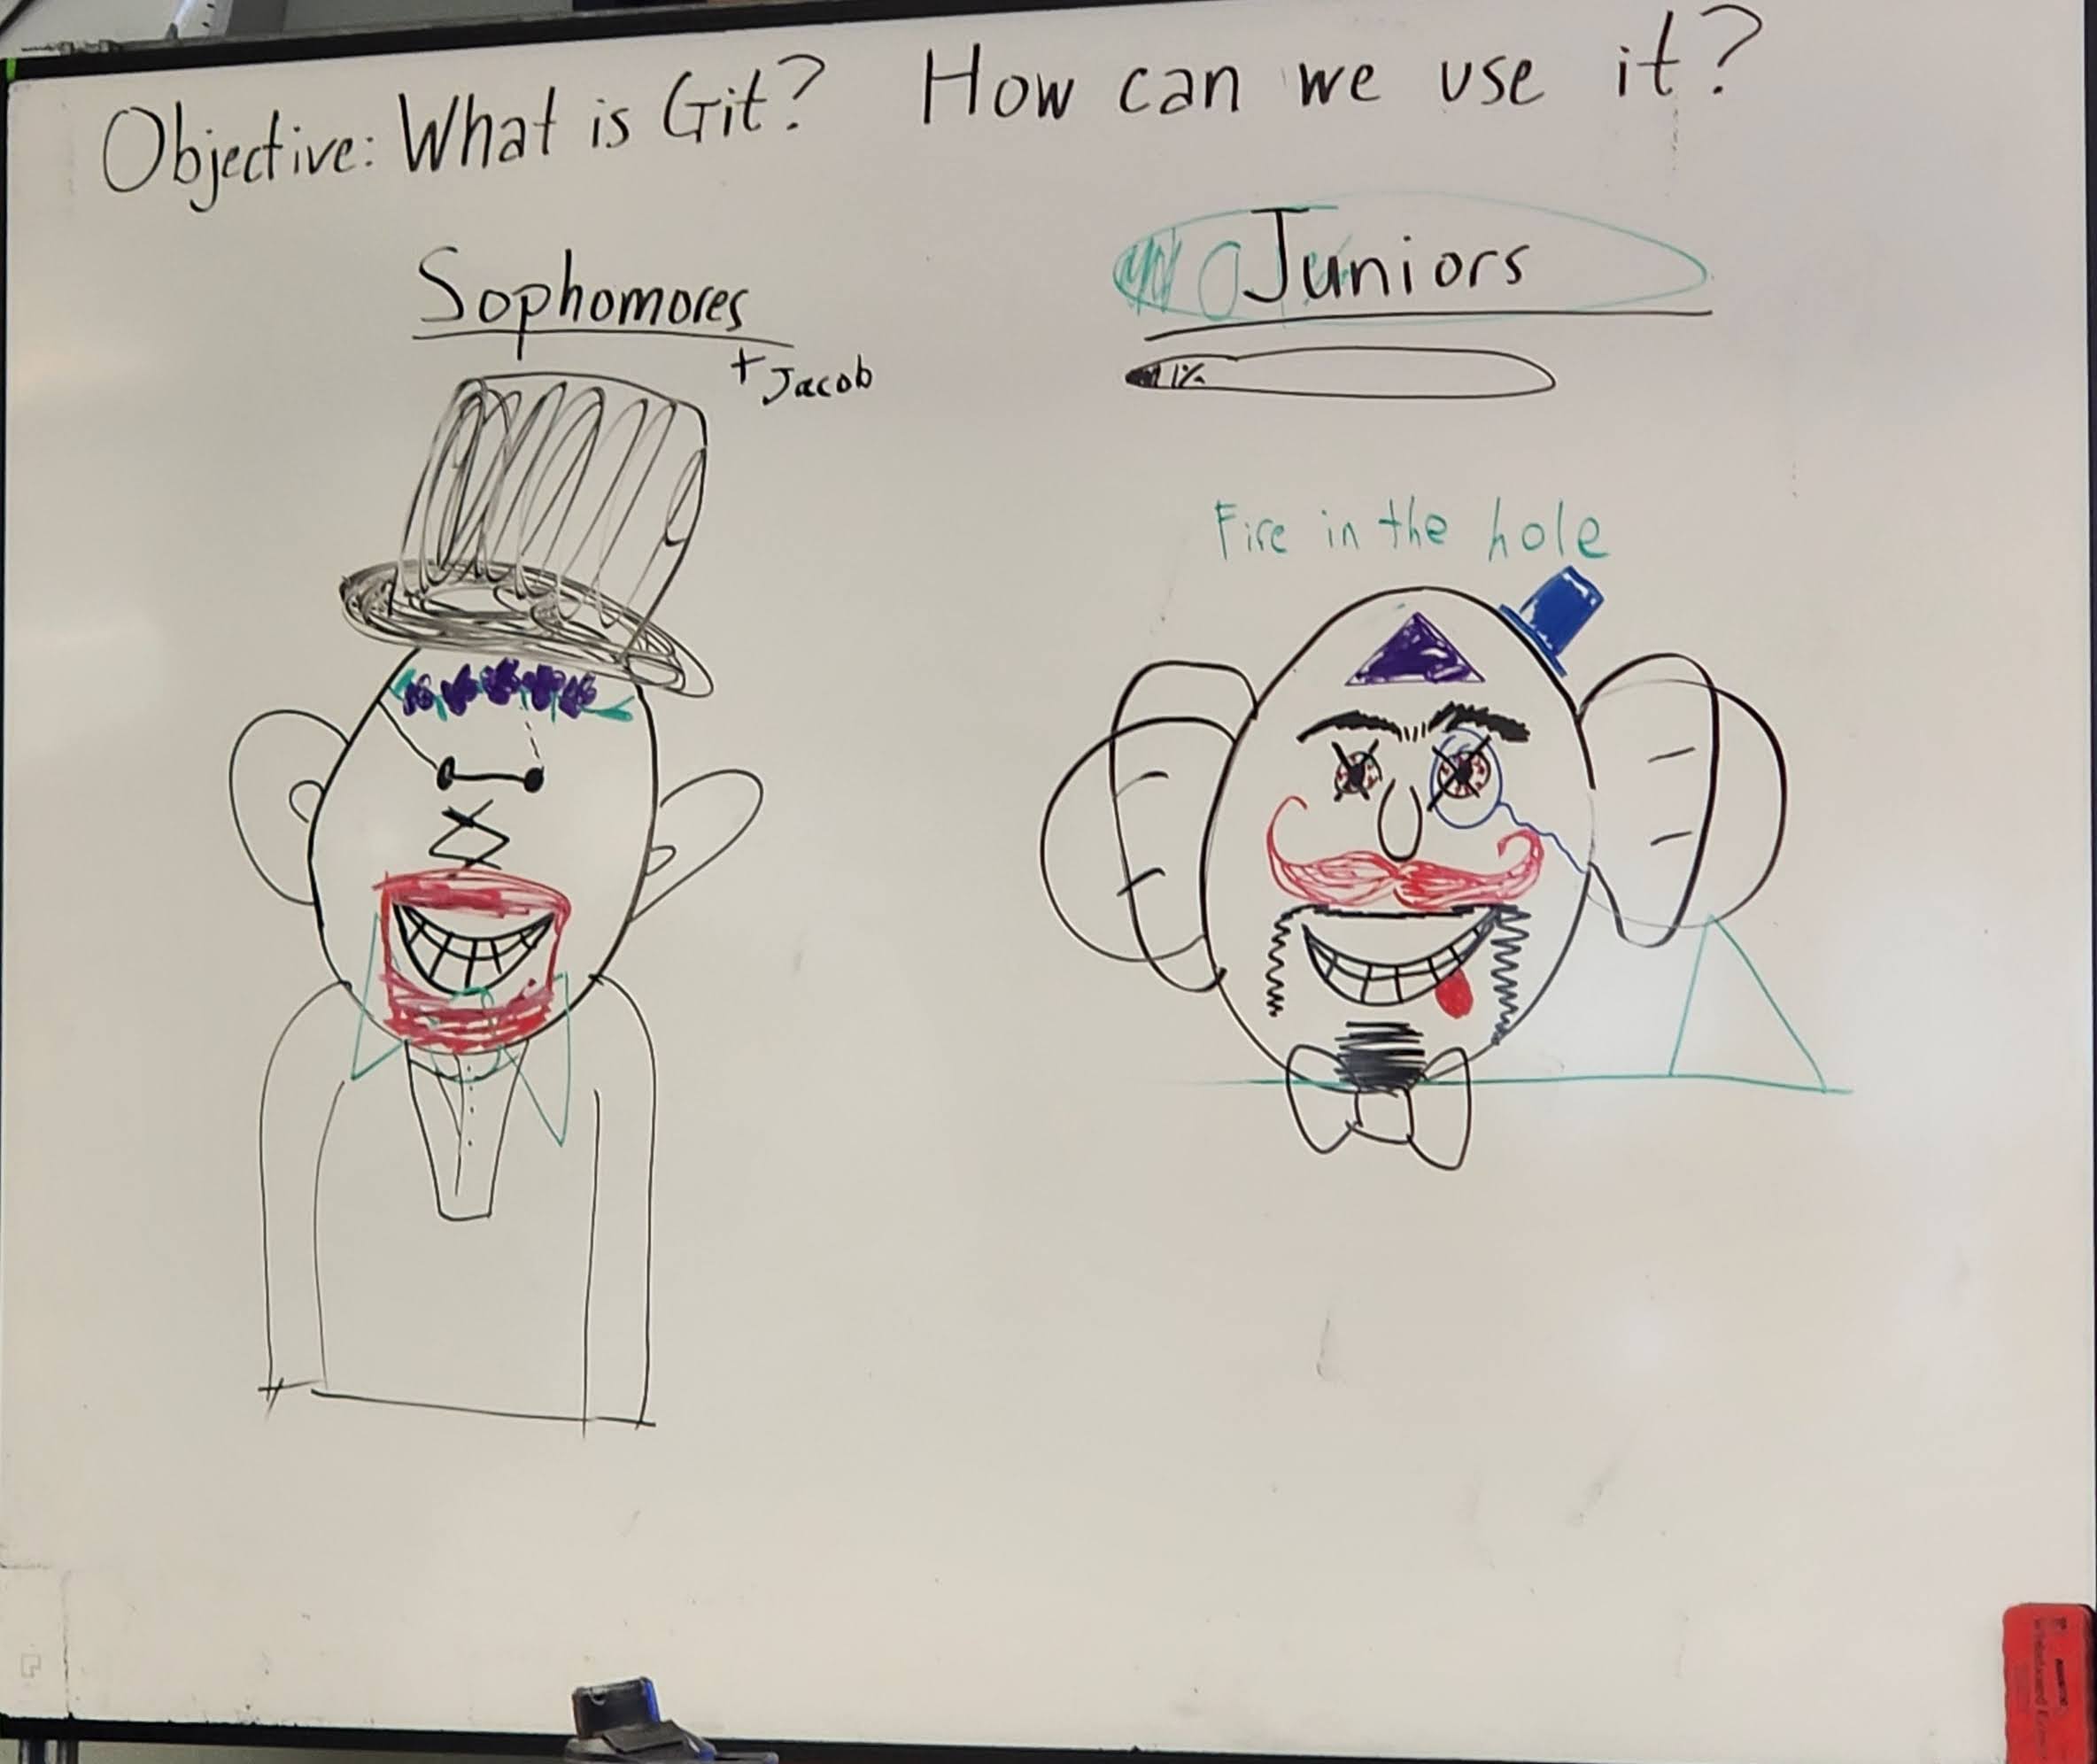 Objective: What is Git? How can we use it?
Sophomores
+ Jacob
Juniors
1%
Fire in the hole